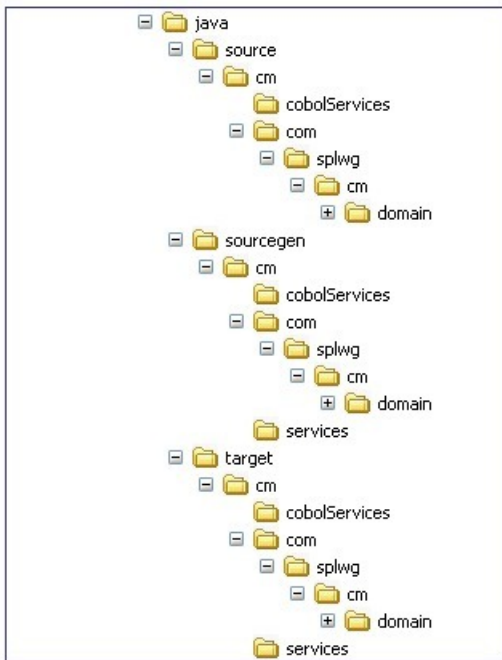 java
source
cm
cobolServices
com
splwg
cm
domain
sourcegen
cm
cobolServices
com
splwg
cm
domain
services
target
cm
cobolServices
com
splwg
cm
domain
services